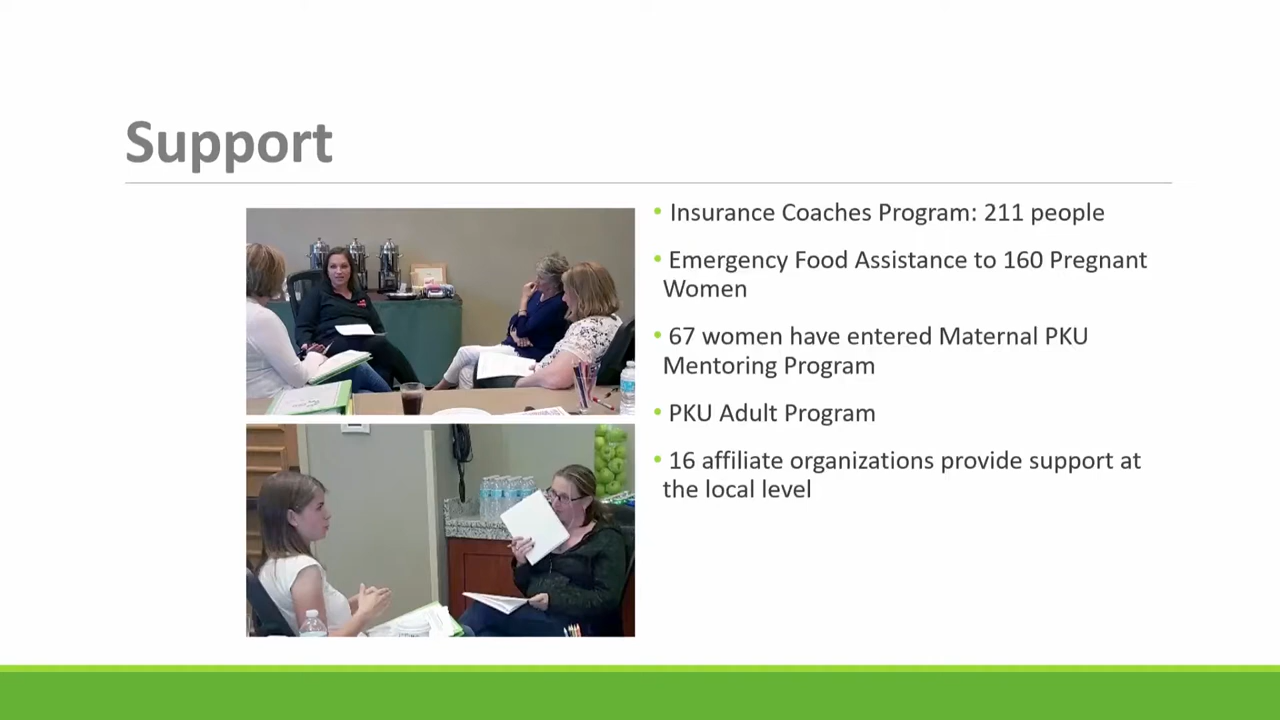 Support
• Insurance Coaches Program: 211 people
• Emergency Food Assistance to 160 Pregnant
Women
• 67 women have entered Maternal PKU
Mentoring Program
• PKU Adult Program
• 16 affiliate organizations provide support at
the local level